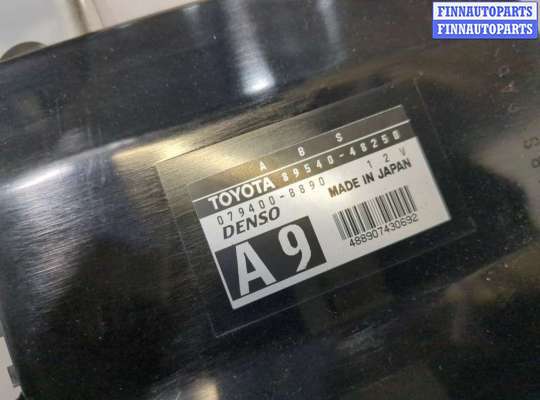 FINNAUTOPARTS
FINNAUTOPARTS
A B S
TOYOTA 89540-48250
079400-8890 12V
DENSO MADE IN JAPAN
A9
488907430692